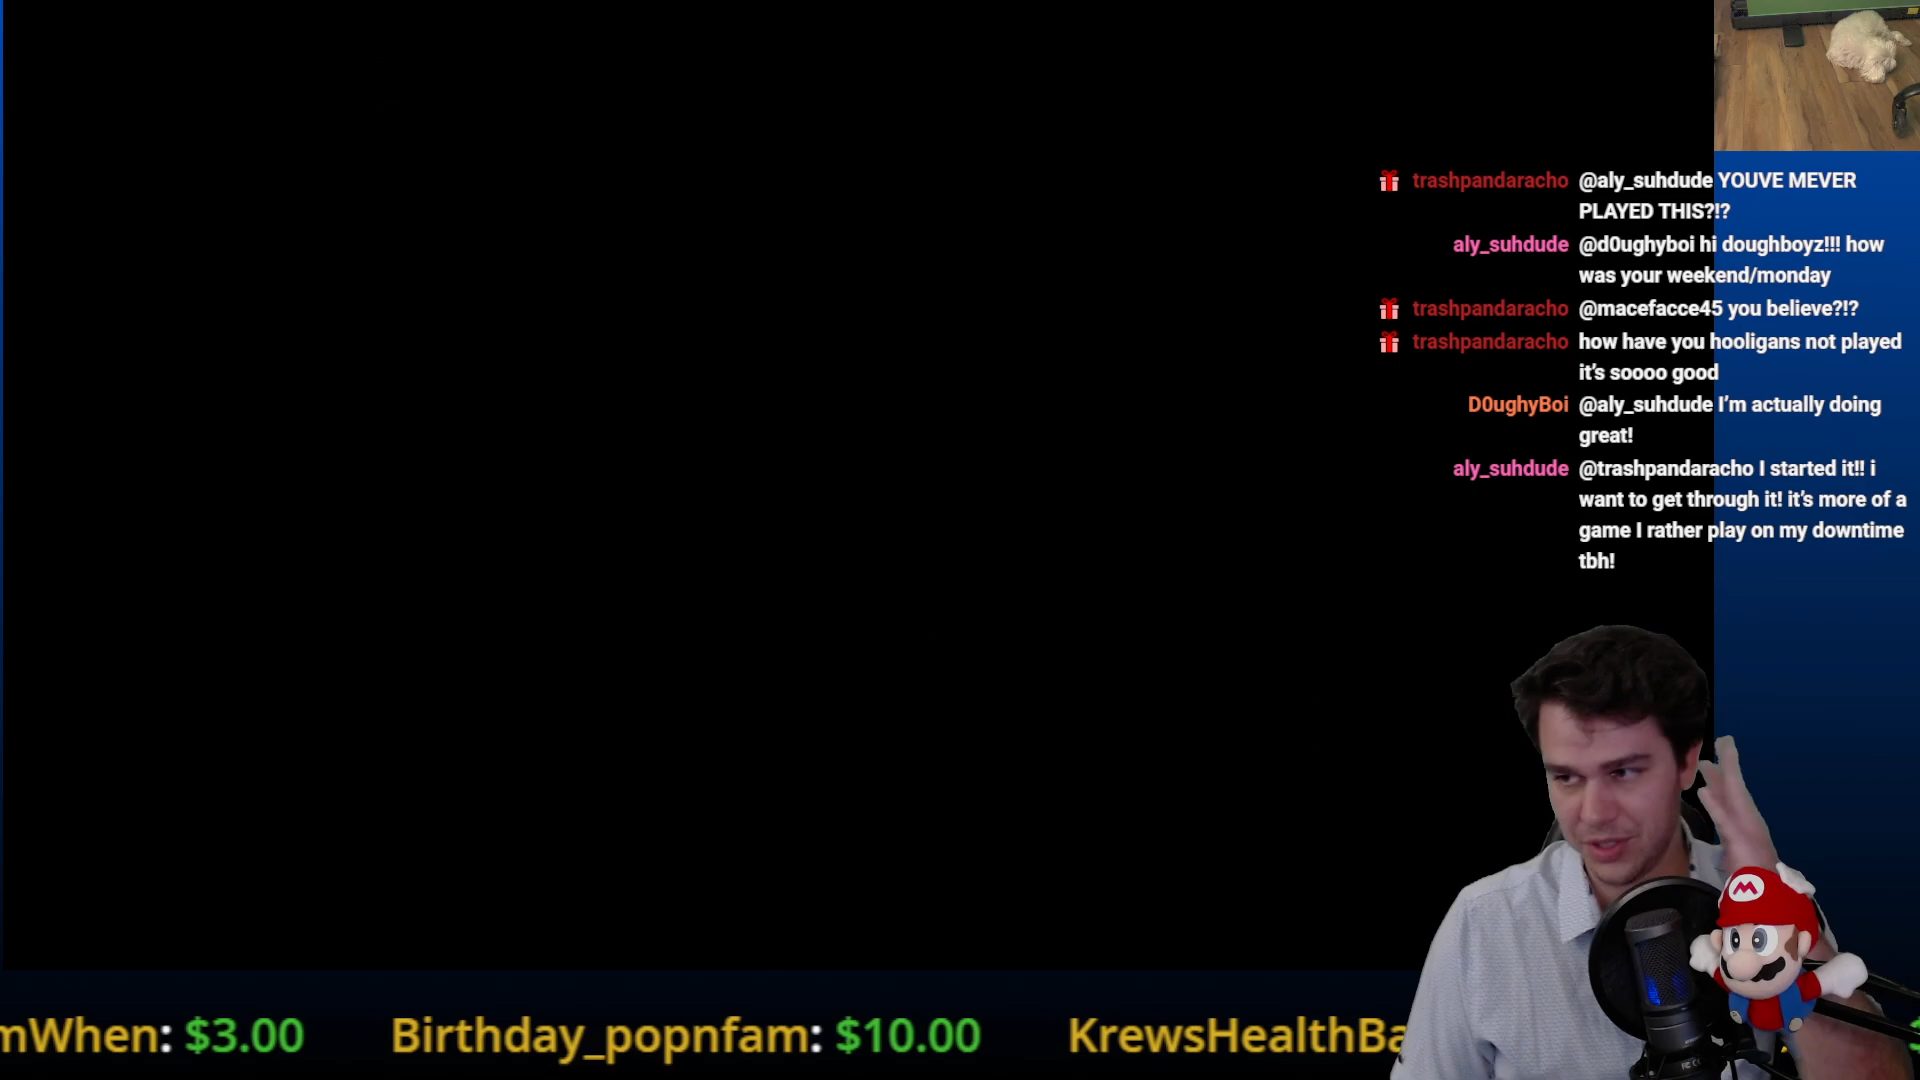 trashpandaracho @aly_suhdude YOUVE MEVER
PLAYED THIS?!?
aly_suhdude @d0ughyboi hi doughboyz!!! how
was your weekend/monday
trashpandaracho @macefacce45 you believe?!?
trashpandaracho how have you hooligans not played
it's soooo good
D0ughyBoi @aly_suhdude I'm actually doing
great!
aly_suhdude @trashpandaracho I started it!! i
want to get through it! it's more of a
game I rather play on my downtime
tbh!
M
mWhen: $3.00 Birthday_popnfam: $10.00 KrewsHealthBa